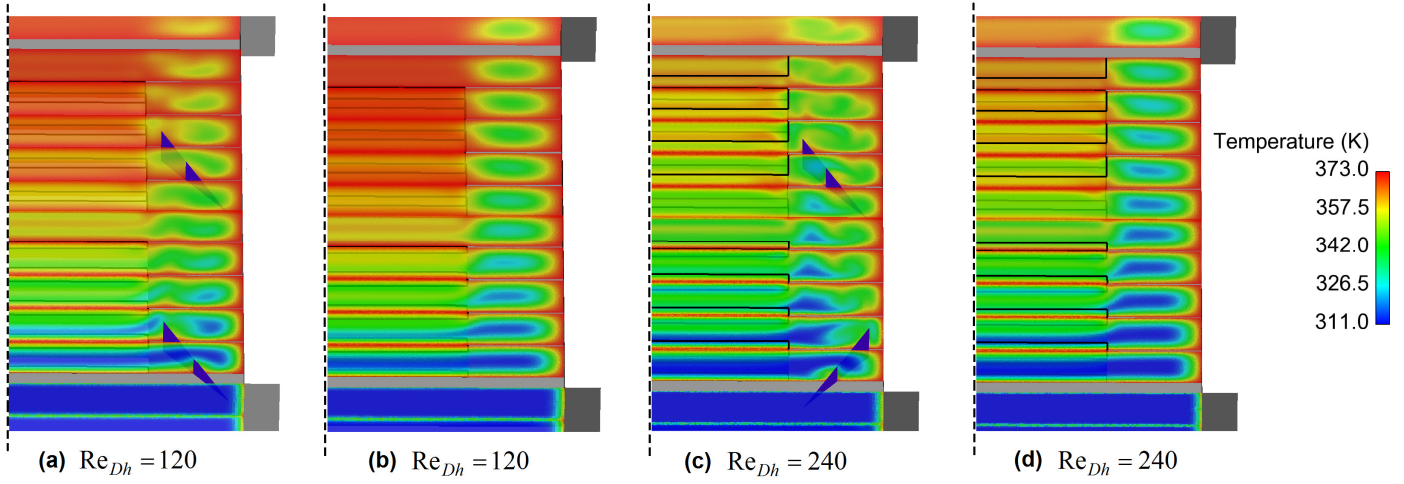 Temperature (K)
373.0
357.5
342.0
326.5
311.0
(a) Re_Dh = 120
(b) Re_Dh = 120
(c) Re_Dh = 240
(d) Re_Dh = 240